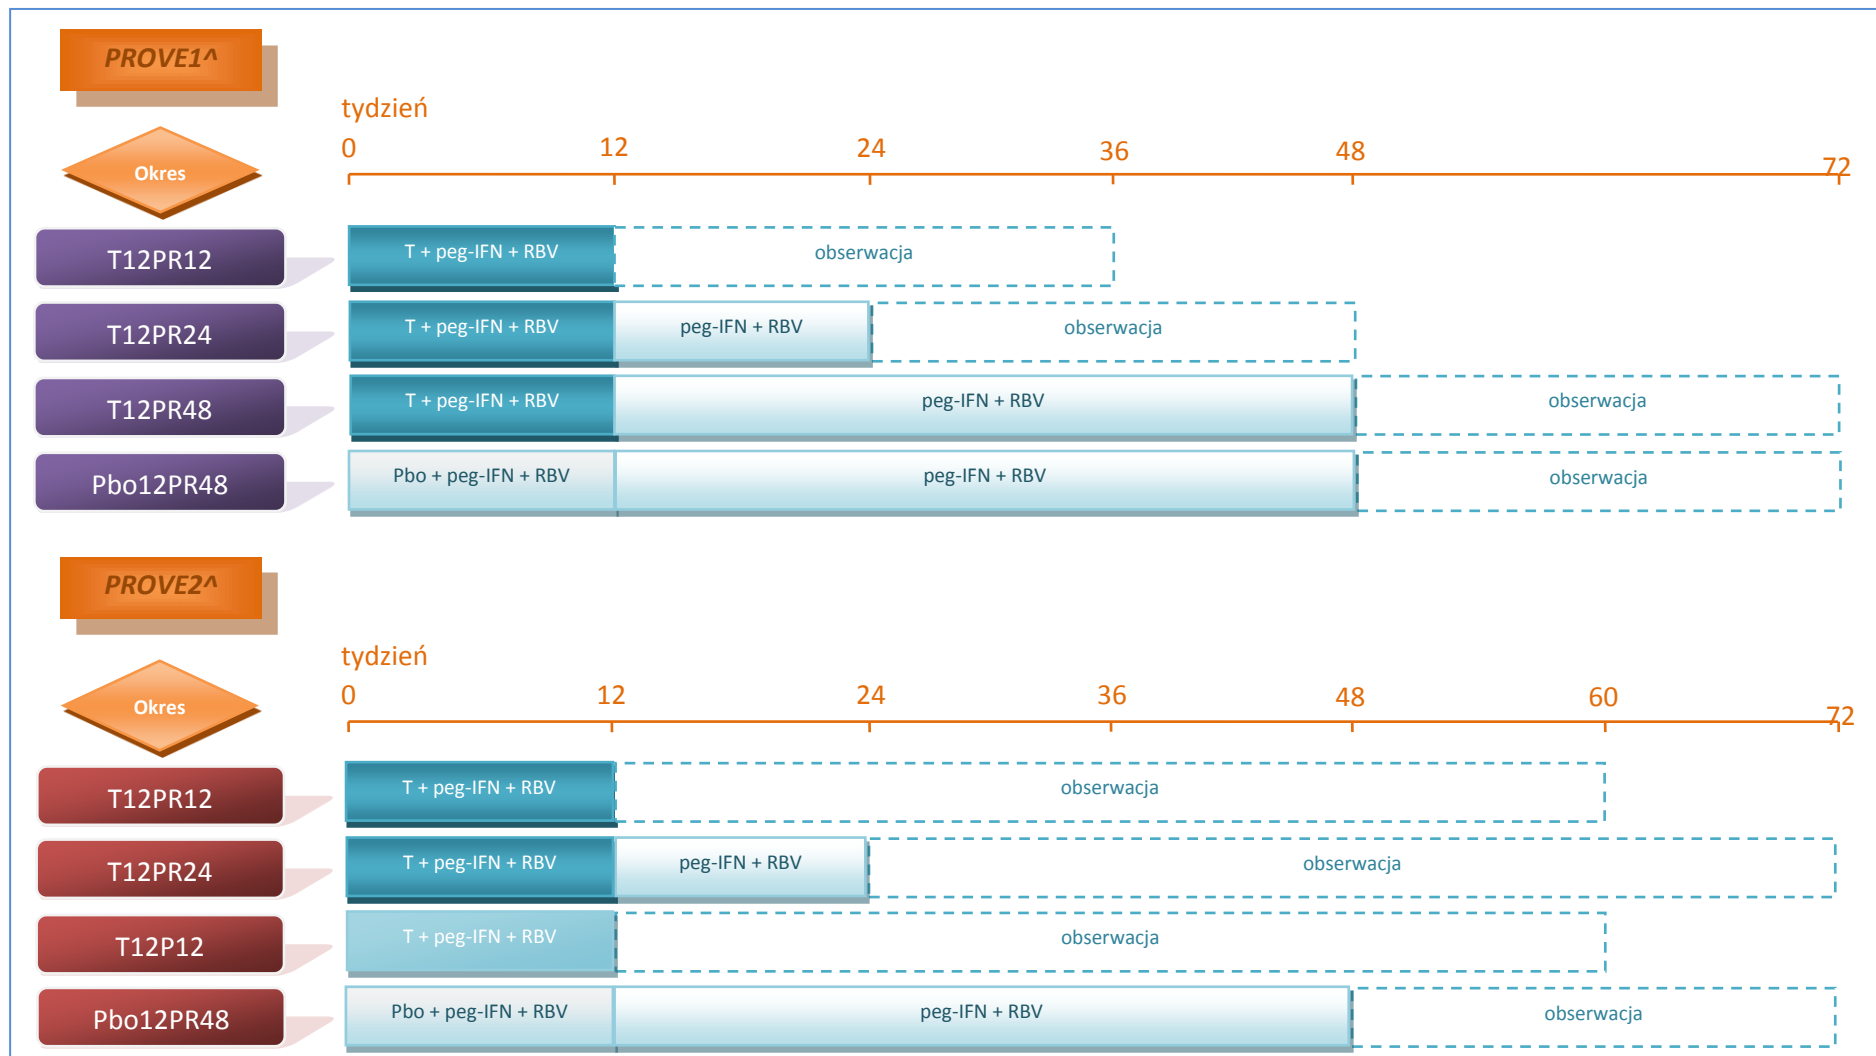 PROVE1^
tydzień
Okres
0 12 24 36 48 72
T12PR12 T + peg-IFN + RBV obserwacja
T12PR24 T + peg-IFN + RBV peg-IFN + RBV obserwacja
T12PR48 T + peg-IFN + RBV peg-IFN + RBV obserwacja
Pbo12PR48 Pbo + peg-IFN + RBV peg-IFN + RBV obserwacja
PROVE2^
tydzień
Okres
0 12 24 36 48 60 72
T12PR12 T + peg-IFN + RBV obserwacja
T12PR24 T + peg-IFN + RBV peg-IFN + RBV obserwacja
T12P12 T + peg-IFN + RBV obserwacja
Pbo12PR48 Pbo + peg-IFN + RBV peg-IFN + RBV obserwacja